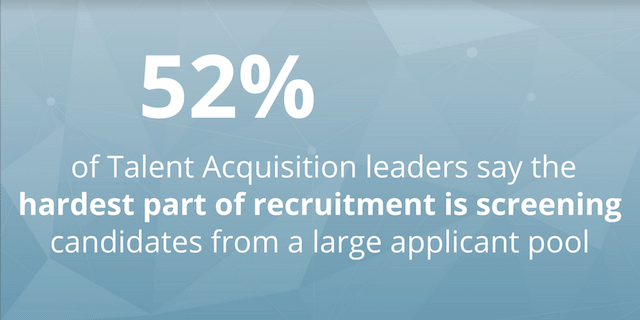 52%
of Talent Acquisition leaders say the
hardest part of recruitment is screening
candidates from a large applicant pool